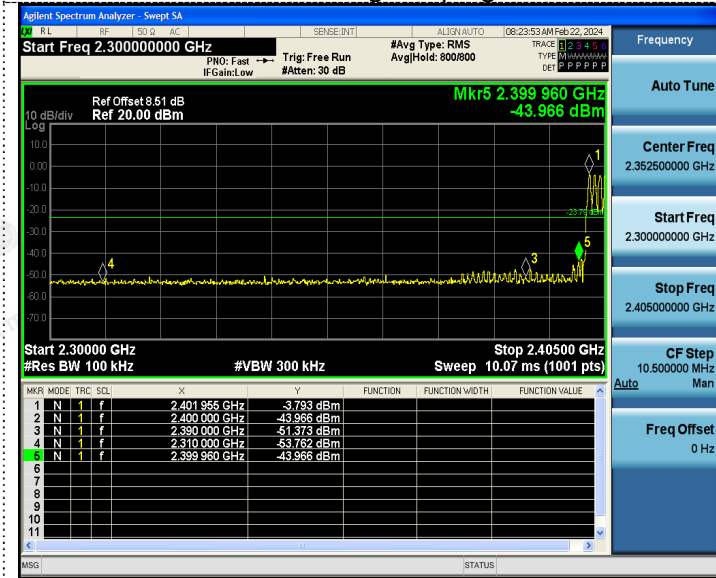 Agilent Spectrum Analyzer - Swept SA
RL RF 50 Ω AC SENSE:INT ALIGN AUTO 08:23:53 AM Feb 22, 2024
Start Freq 2.300000000 GHz
PNO: Fast
IFGain:Low
Trig: Free Run
#Atten: 30 dB
#Avg Type: RMS
Avg|Hold: 800/800
TRACE 1 2 3 4 5 6
TYPE M
DET P P P P P P
Ref Offset 8.51 dB
10 dB/div Ref 20.00 dBm
Log
Mkr5 2.399 960 GHz
-43.966 dBm
10.0
0.00
-10.0
-20.0
-30.0
-40.0
-50.0
-60.0
-70.0
1
5
3
4
Start 2.30000 GHz Stop 2.40500 GHz
#Res BW 100 kHz #VBW 300 kHz Sweep 10.07 ms (1001 pts)
MKR MODE TRC SCL X Y FUNCTION FUNCTION WIDTH FUNCTION VALUE
1 N 1 f 2.401 955 GHz -3.793 dBm
2 N 1 f 2.400 000 GHz -43.966 dBm
3 N 1 f 2.390 000 GHz -51.373 dBm
4 N 1 f 2.310 000 GHz -53.762 dBm
5 N 1 f 2.399 960 GHz -43.966 dBm
6
7
8
9
10
11
MSG STATUS
Frequency
Auto Tune
Center Freq
2.352500000 GHz
Start Freq
2.300000000 GHz
Stop Freq
2.405000000 GHz
CF Step
10.500000 MHz
Auto Man
Freq Offset
0 Hz